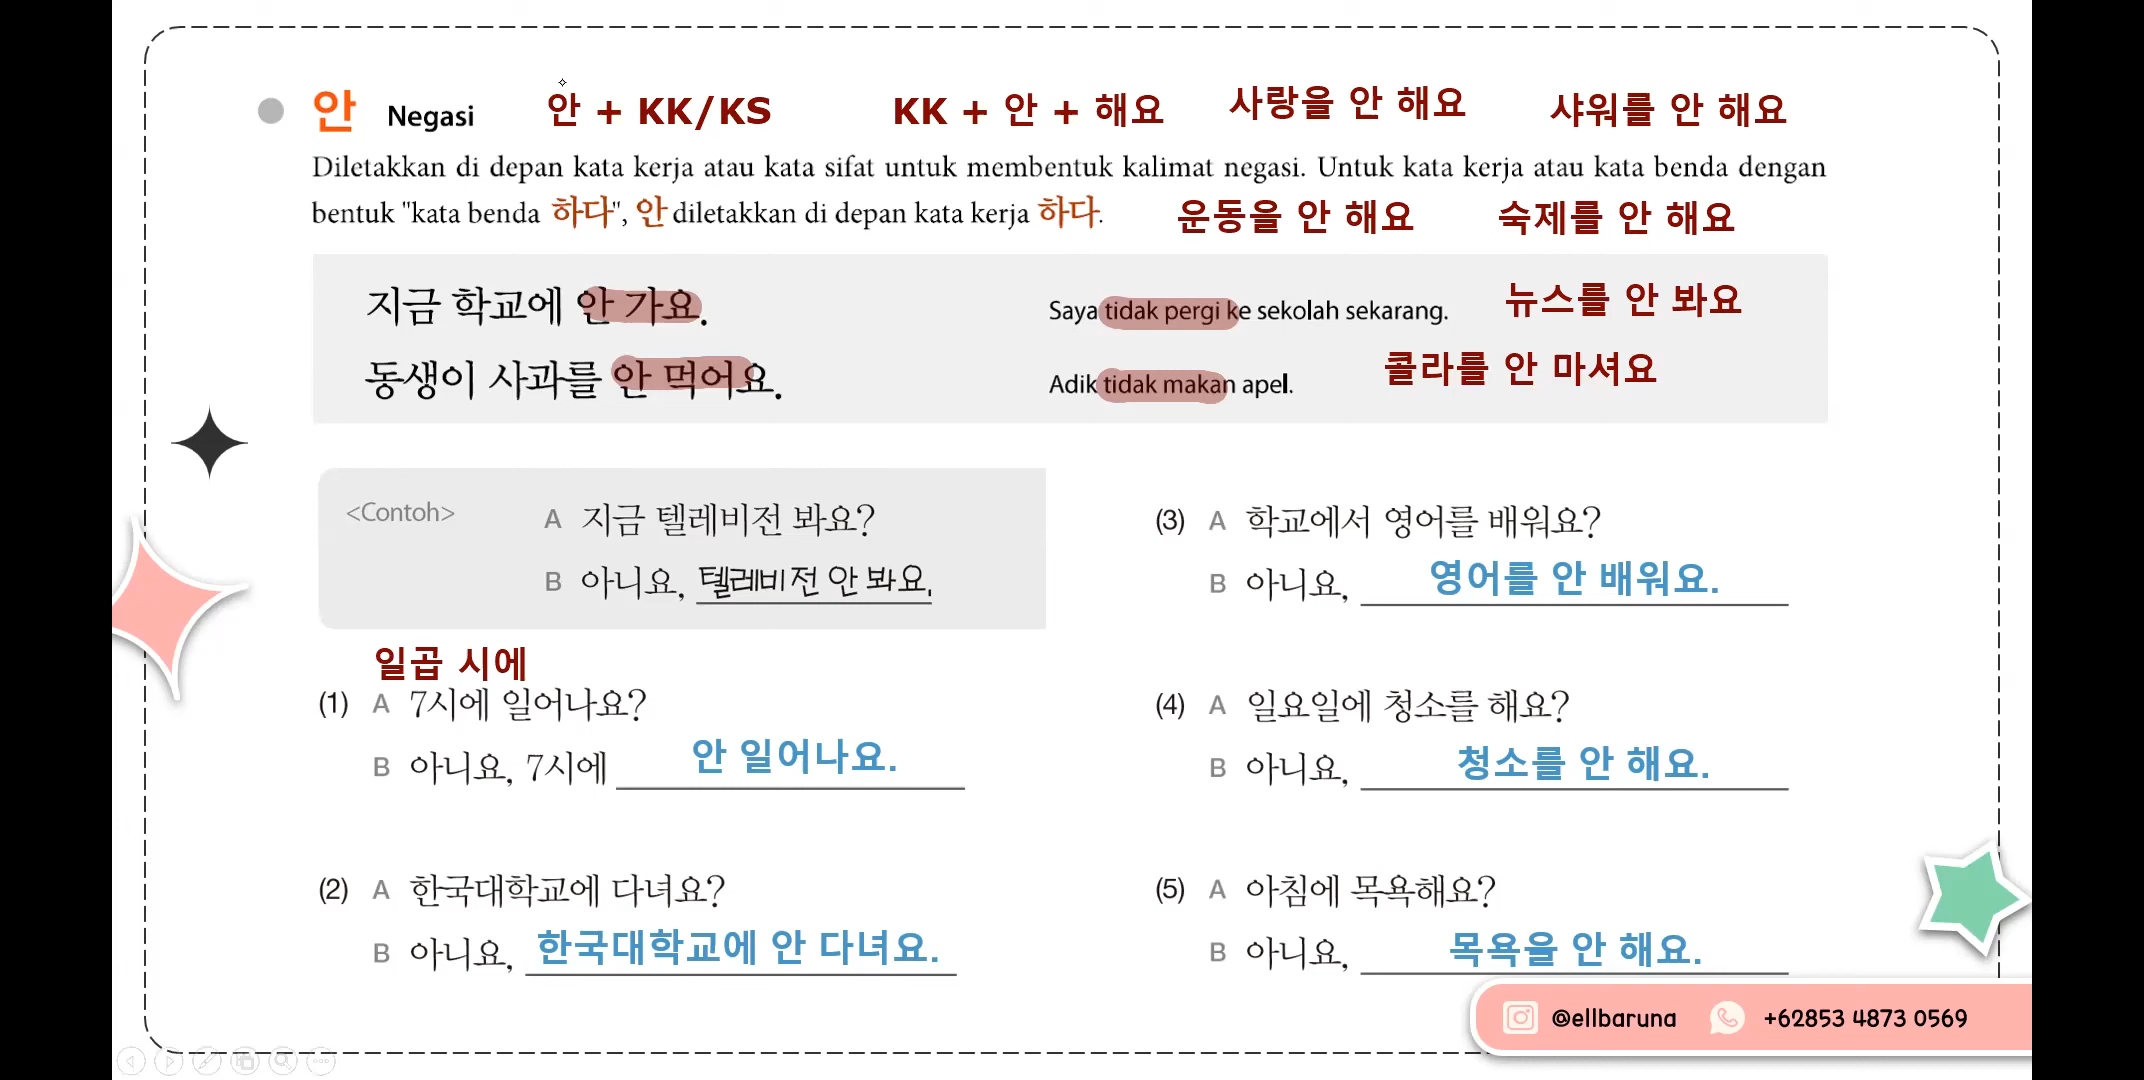 안 Negasi 안 + KK/KS KK + 안 + 해요 사랑을 안 해요 샤워를 안 해요
Diletakkan di depan kata kerja atau kata sifat untuk membentuk kalimat negasi. Untuk kata kerja atau kata benda dengan
bentuk "kata benda 하다", 안 diletakkan di depan kata kerja 하다. 운동을 안 해요 숙제를 안 해요
지금 학교에 안 가요. Saya tidak pergi ke sekolah sekarang. 뉴스를 안 봐요
동생이 사과를 안 먹어요. Adik tidak makan apel. 콜라를 안 마셔요
<Contoh> A 지금 텔레비전 봐요?
B 아니요, 텔레비전 안 봐요.
일곱 시에
(1) A 7시에 일어나요?
B 아니요, 7시에 안 일어나요.
(2) A 한국대학교에 다녀요?
B 아니요, 한국대학교에 안 다녀요.
(3) A 학교에서 영어를 배워요?
B 아니요, 영어를 안 배워요.
(4) A 일요일에 청소를 해요?
B 아니요, 청소를 안 해요.
(5) A 아침에 목욕해요?
B 아니요, 목욕을 안 해요.
@ellbaruna +62853 4873 0569